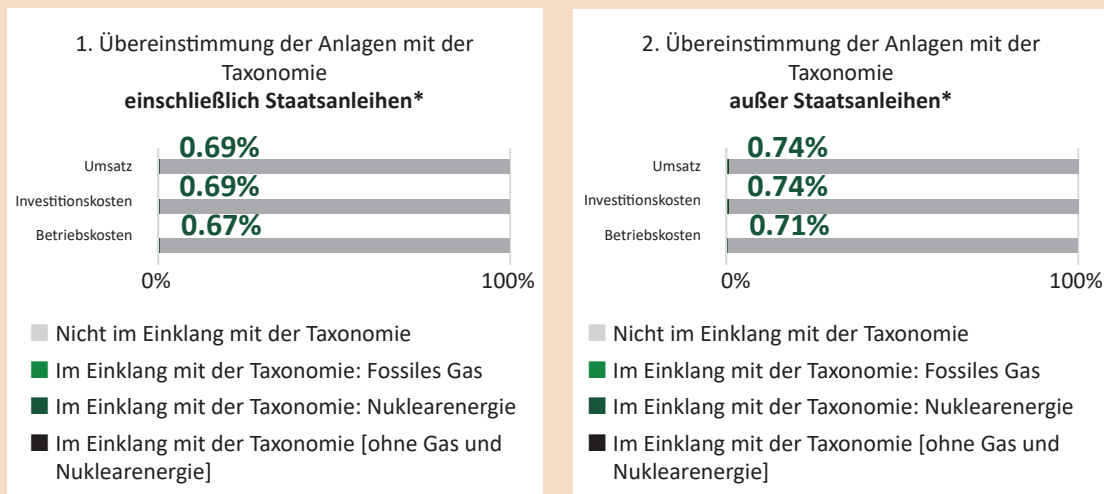 1. Übereinstimmung der Anlagen mit der
Taxonomie
einschließlich Staatsanleihen*
0.69%
Umsatz
0.69%
Investitionskosten
0.67%
Betriebskosten
0%
100%
Nicht im Einklang mit der Taxonomie
Im Einklang mit der Taxonomie: Fossiles Gas
Im Einklang mit der Taxonomie: Nuklearenergie
Im Einklang mit der Taxonomie [ohne Gas und
Nuklearenergie]
2. Übereinstimmung der Anlagen mit der
Taxonomie
außer Staatsanleihen*
0.74%
Umsatz
0.74%
Investitionskosten
0.71%
Betriebskosten
0%
100%
Nicht im Einklang mit der Taxonomie
Im Einklang mit der Taxonomie: Fossiles Gas
Im Einklang mit der Taxonomie: Nuklearenergie
Im Einklang mit der Taxonomie [ohne Gas und
Nuklearenergie]